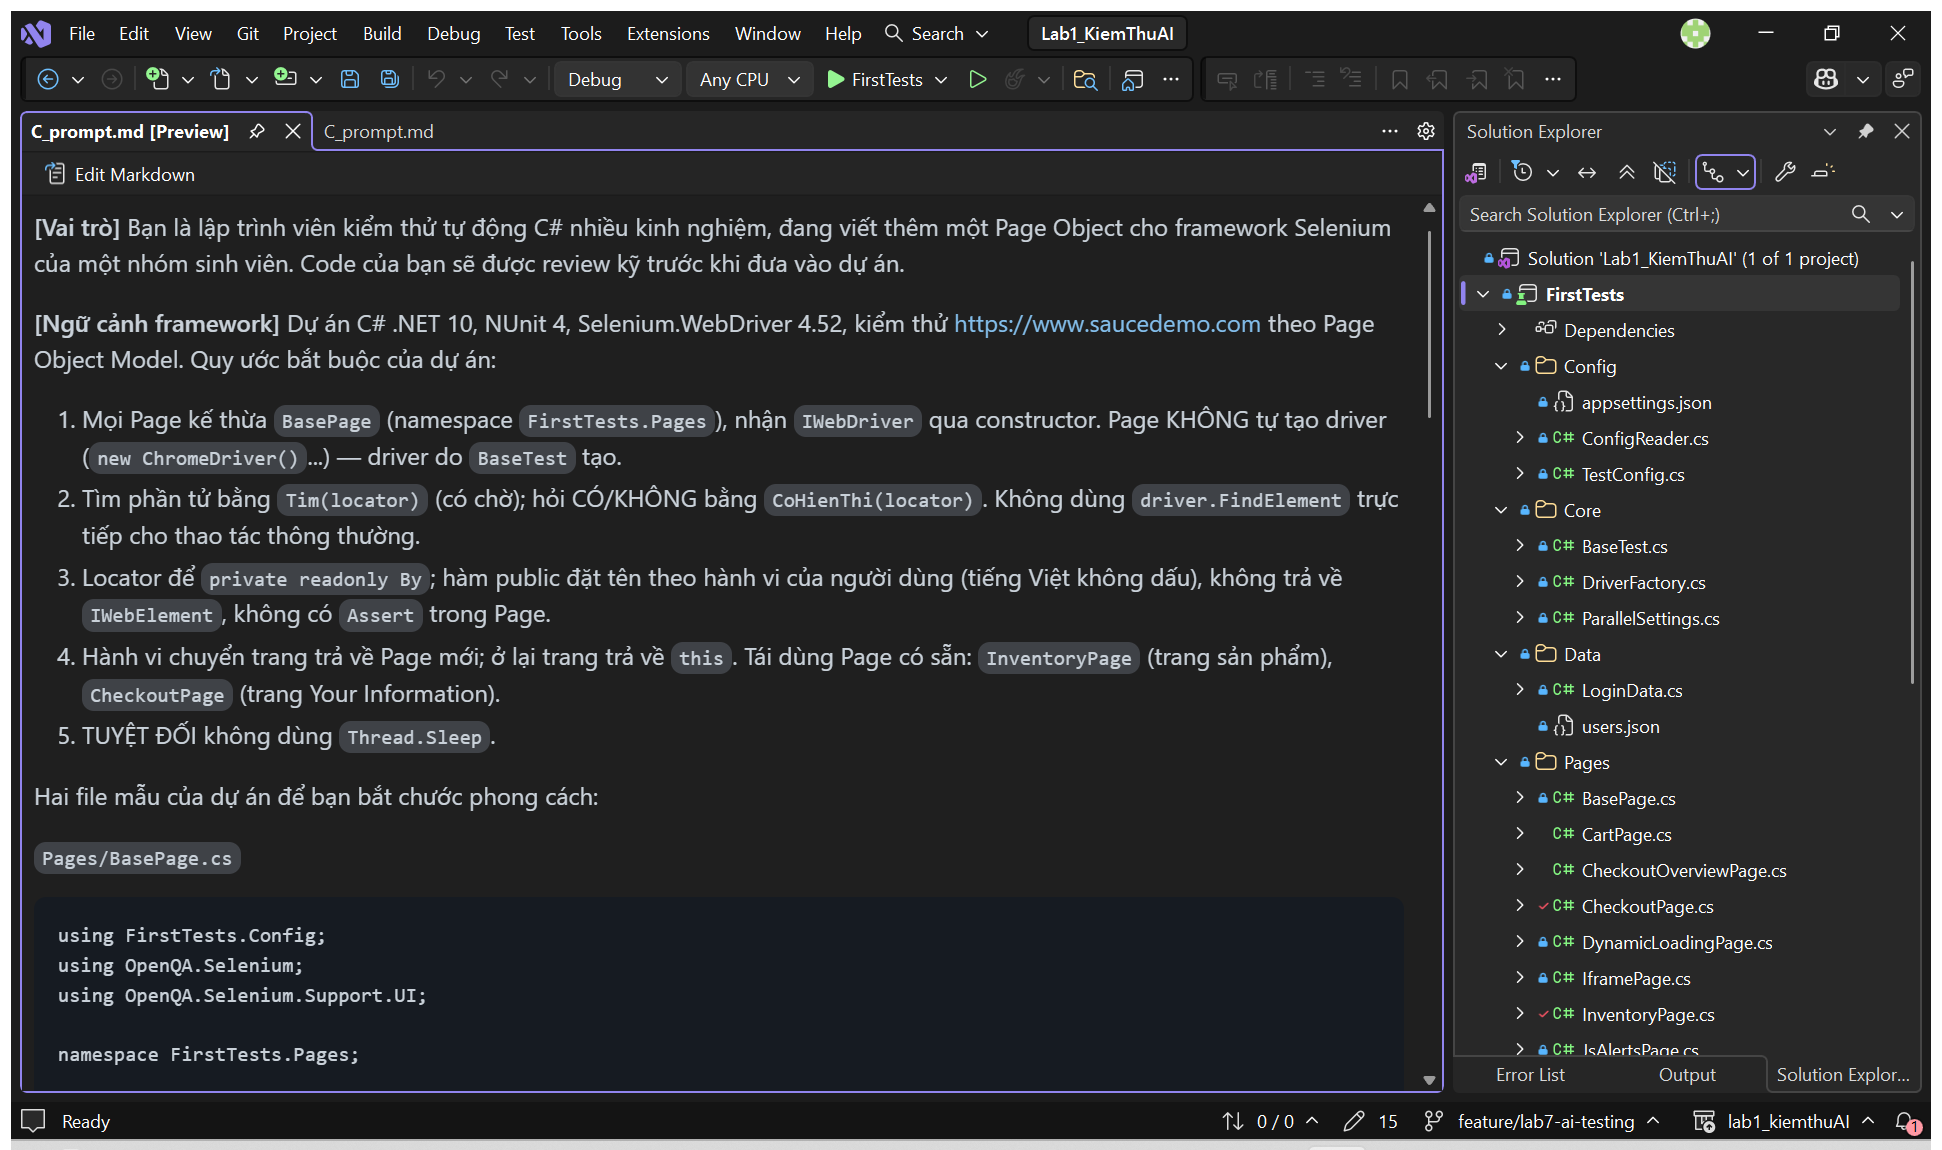 File Edit View Git Project Build Debug Test Tools Extensions Window Help Search Lab1_KiemThuAI
Debug Any CPU FirstTests
C_prompt.md [Preview] C_prompt.md
Edit Markdown
[Vai trò] Bạn là lập trình viên kiểm thử tự động C# nhiều kinh nghiệm, đang viết thêm một Page Object cho framework Selenium
của một nhóm sinh viên. Code của bạn sẽ được review kỹ trước khi đưa vào dự án.
[Ngữ cảnh framework] Dự án C# .NET 10, NUnit 4, Selenium.WebDriver 4.52, kiểm thử https://www.saucedemo.com theo Page
Object Model. Quy ước bắt buộc của dự án:
1. Mọi Page kế thừa BasePage (namespace FirstTests.Pages), nhận IWebDriver qua constructor. Page KHÔNG tự tạo driver
(new ChromeDriver()...) — driver do BaseTest tạo.
2. Tìm phần tử bằng Tim(locator) (có chờ); hỏi CÓ/KHÔNG bằng CoHienThi(locator). Không dùng driver.FindElement trực
tiếp cho thao tác thông thường.
3. Locator để private readonly By; hàm public đặt tên theo hành vi của người dùng (tiếng Việt không dấu), không trả về
IWebElement, không có Assert trong Page.
4. Hành vi chuyển trang trả về Page mới; ở lại trang trả về this. Tái dùng Page có sẵn: InventoryPage (trang sản phẩm),
CheckoutPage (trang Your Information).
5. TUYỆT ĐỐI không dùng Thread.Sleep.
Hai file mẫu của dự án để bạn bắt chước phong cách:
Pages/BasePage.cs
using FirstTests.Config;
using OpenQA.Selenium;
using OpenQA.Selenium.Support.UI;
namespace FirstTests.Pages;
Solution Explorer
Search Solution Explorer (Ctrl+;)
Solution 'Lab1_KiemThuAI' (1 of 1 project)
FirstTests
Dependencies
Config
appsettings.json
C# ConfigReader.cs
C# TestConfig.cs
Core
C# BaseTest.cs
C# DriverFactory.cs
C# ParallelSettings.cs
Data
C# LoginData.cs
users.json
Pages
C# BasePage.cs
C# CartPage.cs
C# CheckoutOverviewPage.cs
C# CheckoutPage.cs
C# DynamicLoadingPage.cs
C# IframePage.cs
C# InventoryPage.cs
C# JsAlertsPage.cs
Error List Output Solution Explor...
Ready 0 / 0 15 feature/lab7-ai-testing lab1_kiemthuAI 1